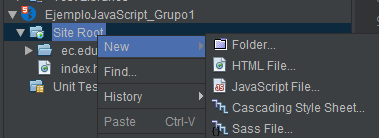 EjemploJavaScript_Grupo1
Site Root
ec.edu
index.h
Unit Tes
New
Find...
History
Paste Ctrl-V
Folder...
HTML File...
JavaScript File...
Cascading Style Sheet...
Sass File...